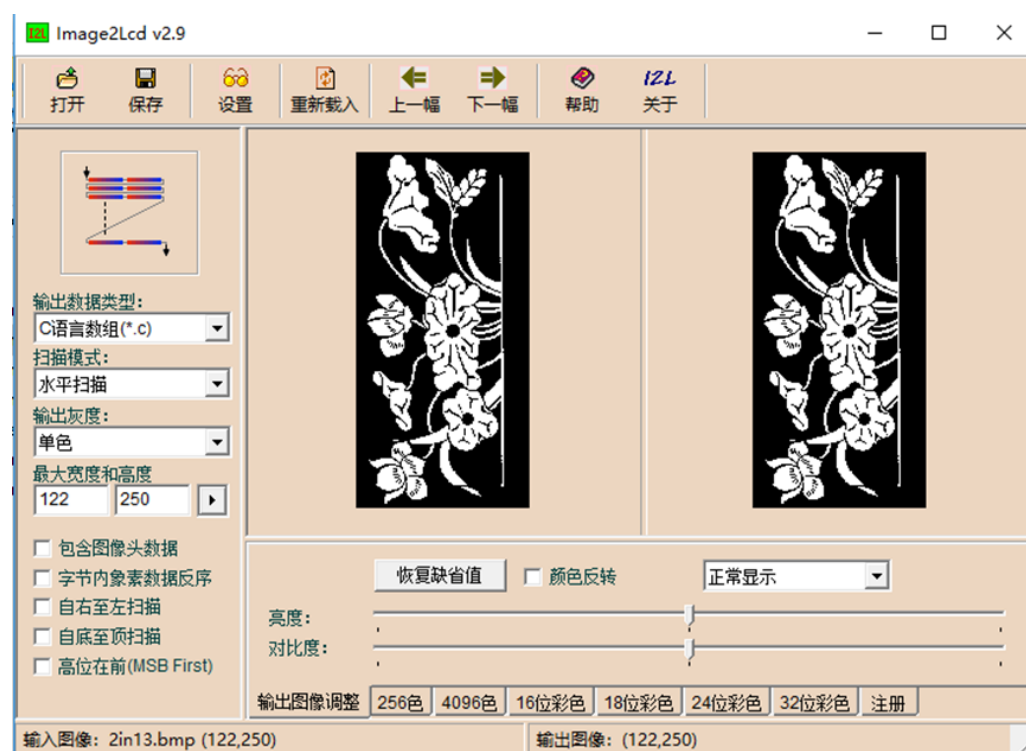 I2L Image2Lcd v2.9
打开 保存 设置 重新载入 上一幅 下一幅 帮助 I2L 关于
输出数据类型:
C语言数组(*.c)
扫描模式:
水平扫描
输出灰度:
单色
最大宽度和高度
122 250
包含图像头数据
字节内象素数据反序
自右至左扫描
自底至顶扫描
高位在前(MSB First)
恢复缺省值 颜色反转 正常显示
亮度:
对比度:
输出图像调整 256色 4096色 16位彩色 18位彩色 24位彩色 32位彩色 注册
输入图像: 2in13.bmp (122,250) 输出图像: (122,250)